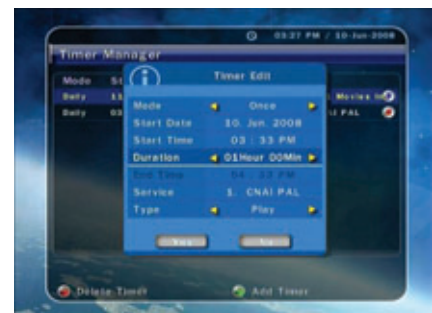 03:27 PM / 10-Jun-2008
Timer Manager
Timer Edit
Mode
Daily
Daily
Movies
PAL
Mode Once
Start Date 10. Jun. 2008
Start Time 03 : 33 PM
Duration 01Hour 00Min
End Time 04 : 33 PM
Service 1. CNAI PAL
Type Play
Yes
No
Delete Timer
Add Timer